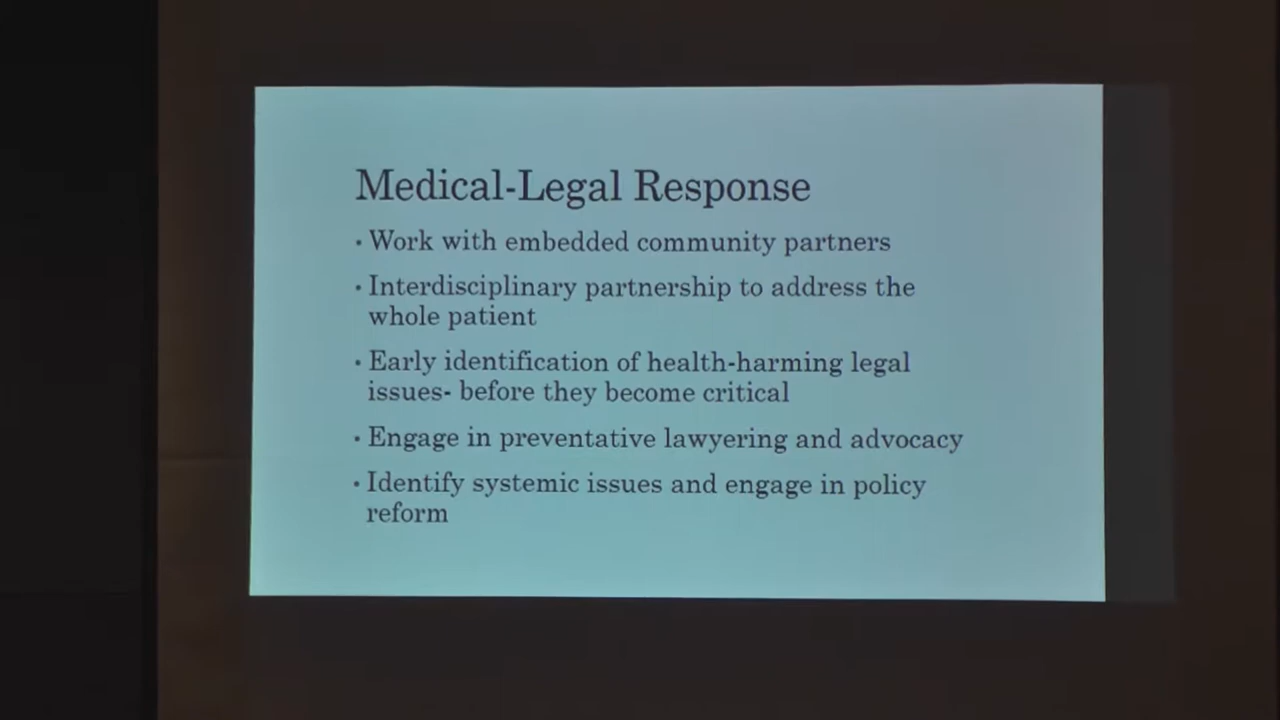 Medical-Legal Response
• Work with embedded community partners
• Interdisciplinary partnership to address the
whole patient
• Early identification of health-harming legal
issues- before they become critical
• Engage in preventative lawyering and advocacy
• Identify systemic issues and engage in policy
reform